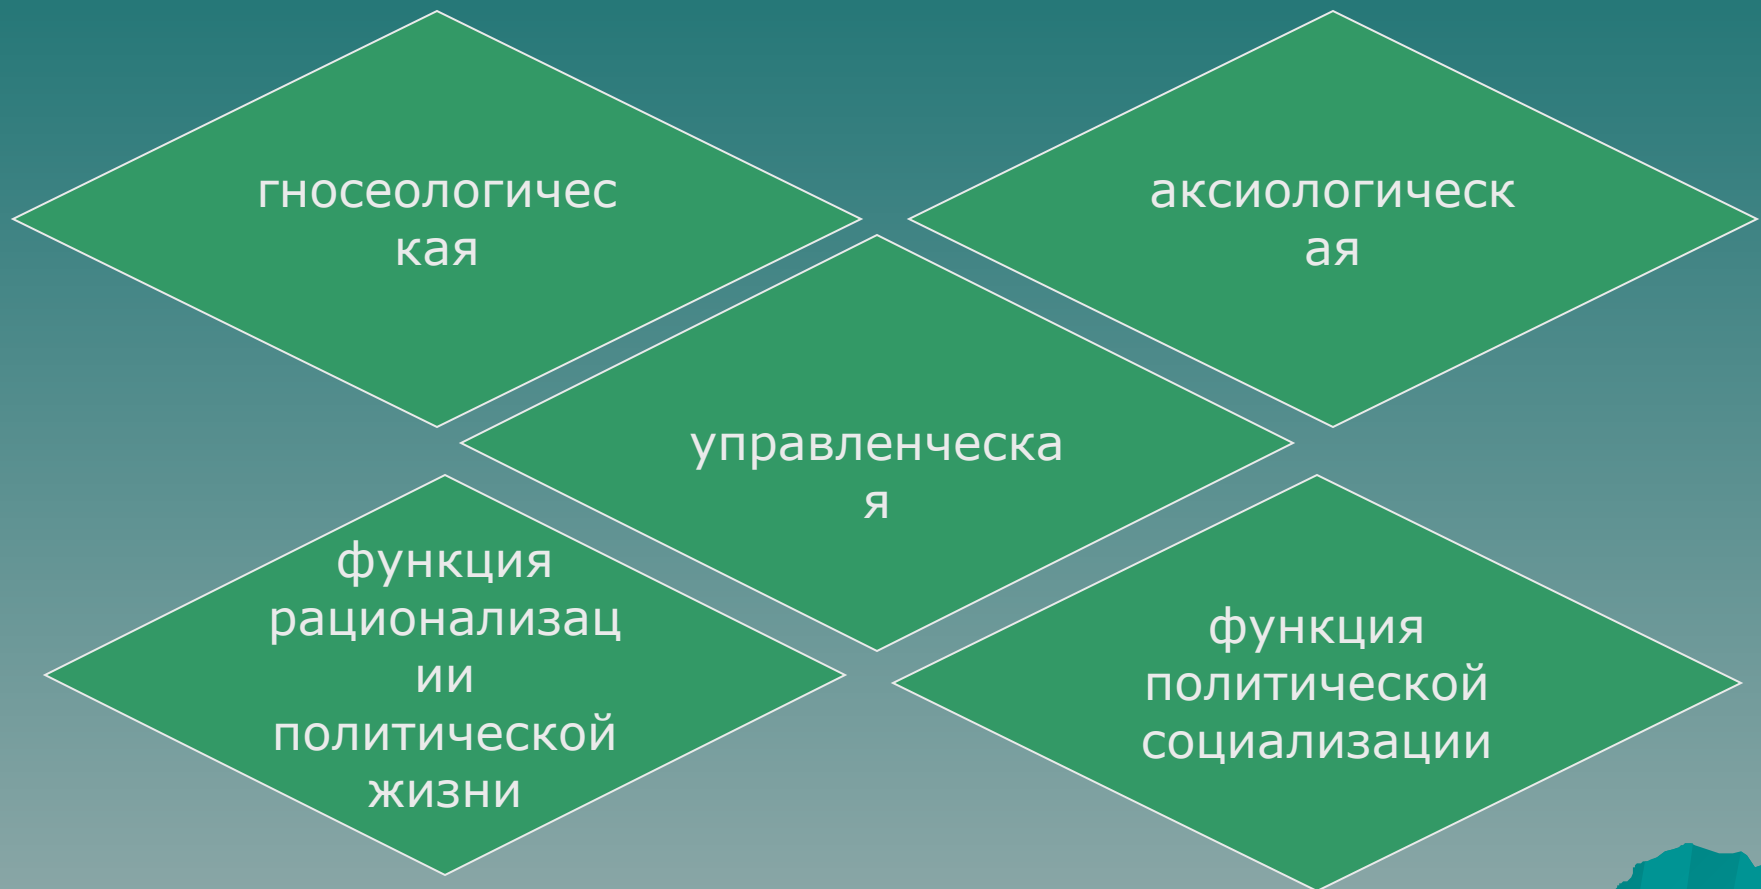 гносеологичес
кая
аксиологическ
ая
управленческа
я
функция
рационализац
ии
политической
жизни
функция
политической
социализации